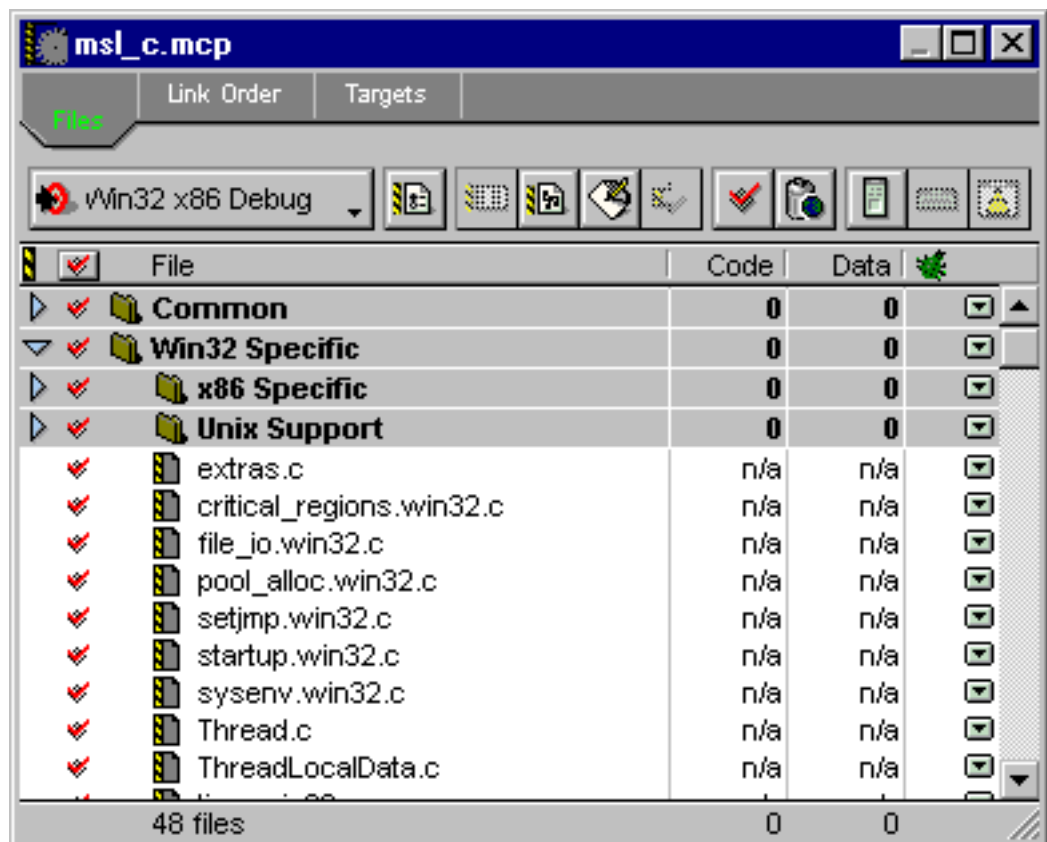 msl_c.mcp
Files Link Order Targets
Win32 x86 Debug
File Code Data
Common 0 0
Win32 Specific 0 0
x86 Specific 0 0
Unix Support 0 0
extras.c n/a n/a
critical_regions.win32.c n/a n/a
file_io.win32.c n/a n/a
pool_alloc.win32.c n/a n/a
setjmp.win32.c n/a n/a
startup.win32.c n/a n/a
sysenv.win32.c n/a n/a
Thread.c n/a n/a
ThreadLocalData.c n/a n/a
48 files 0 0